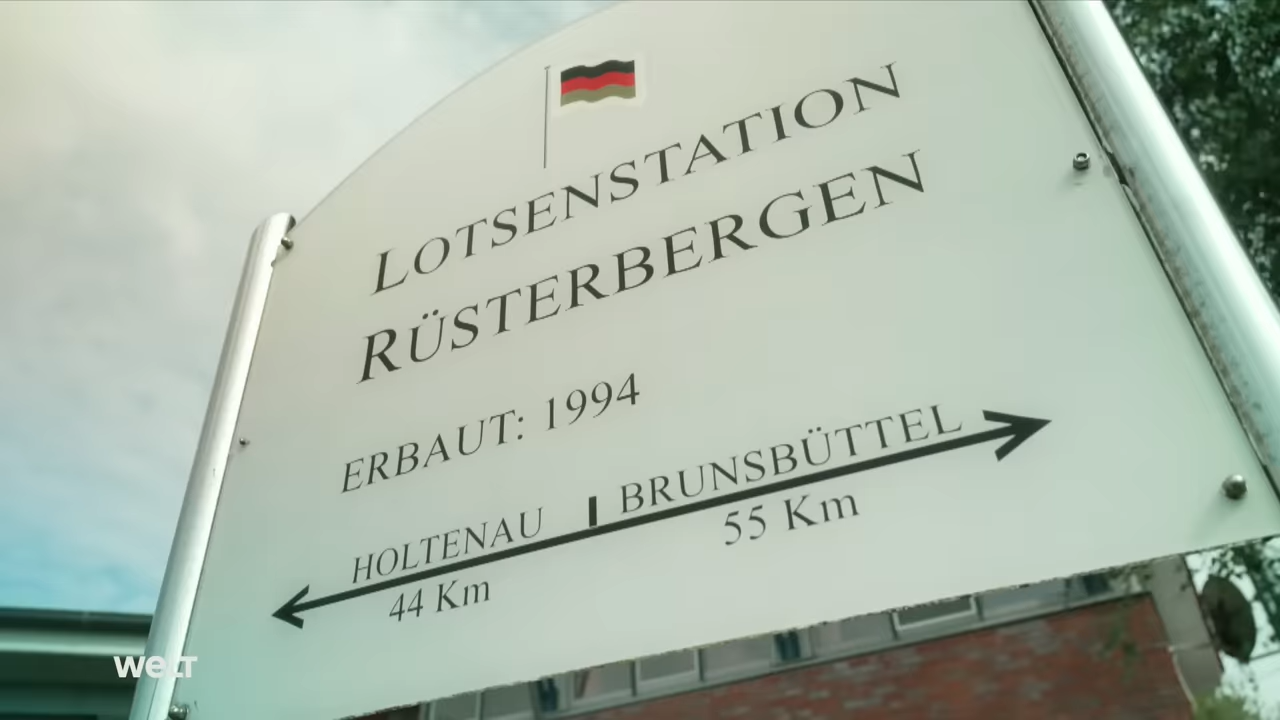 LOTSENSTATION
RÜSTERBERGEN
ERBAUT: 1994
HOLTENAU BRUNSBÜTTEL
44 Km 55 Km
welt